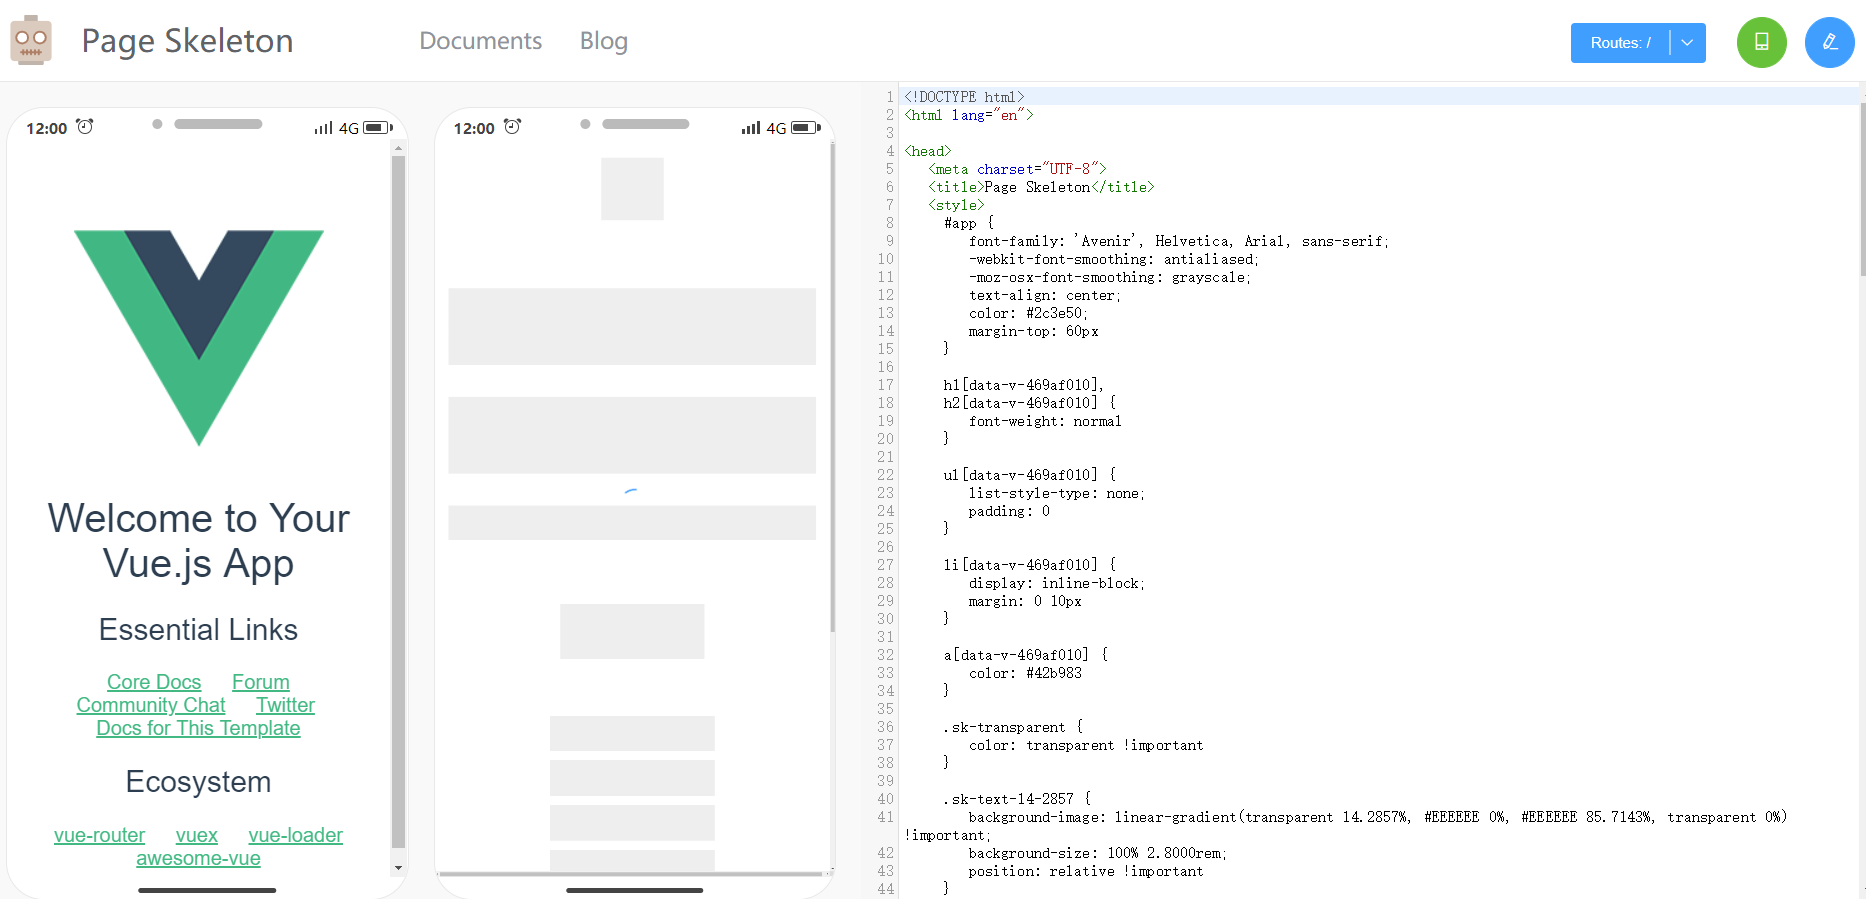 Page Skeleton
Documents
Blog
Routes: /
12:00
4G
Welcome to Your
Vue.js App
Essential Links
Core Docs Forum
Community Chat Twitter
Docs for This Template
Ecosystem
vue-router vuex vue-loader
awesome-vue
12:00
4G
1 <!DOCTYPE html>
2 <html lang="en">
3
4 <head>
5 <meta charset="UTF-8">
6 <title>Page Skeleton</title>
7 <style>
8 #app {
9 font-family: 'Avenir', Helvetica, Arial, sans-serif;
10 -webkit-font-smoothing: antialiased;
11 -moz-osx-font-smoothing: grayscale;
12 text-align: center;
13 color: #2c3e50;
14 margin-top: 60px
15 }
16
17 h1[data-v-469af010],
18 h2[data-v-469af010] {
19 font-weight: normal
20 }
21
22 ul[data-v-469af010] {
23 list-style-type: none;
24 padding: 0
25 }
26
27 li[data-v-469af010] {
28 display: inline-block;
29 margin: 0 10px
30 }
31
32 a[data-v-469af010] {
33 color: #42b983
34 }
35
36 .sk-transparent {
37 color: transparent !important
38 }
39
40 .sk-text-14-2857 {
41 background-image: linear-gradient(transparent 14.2857%, #EEEEEE 0%, #EEEEEE 85.7143%, transparent 0%)
!important;
42 background-size: 100% 2.8000rem;
43 position: relative !important
44 }